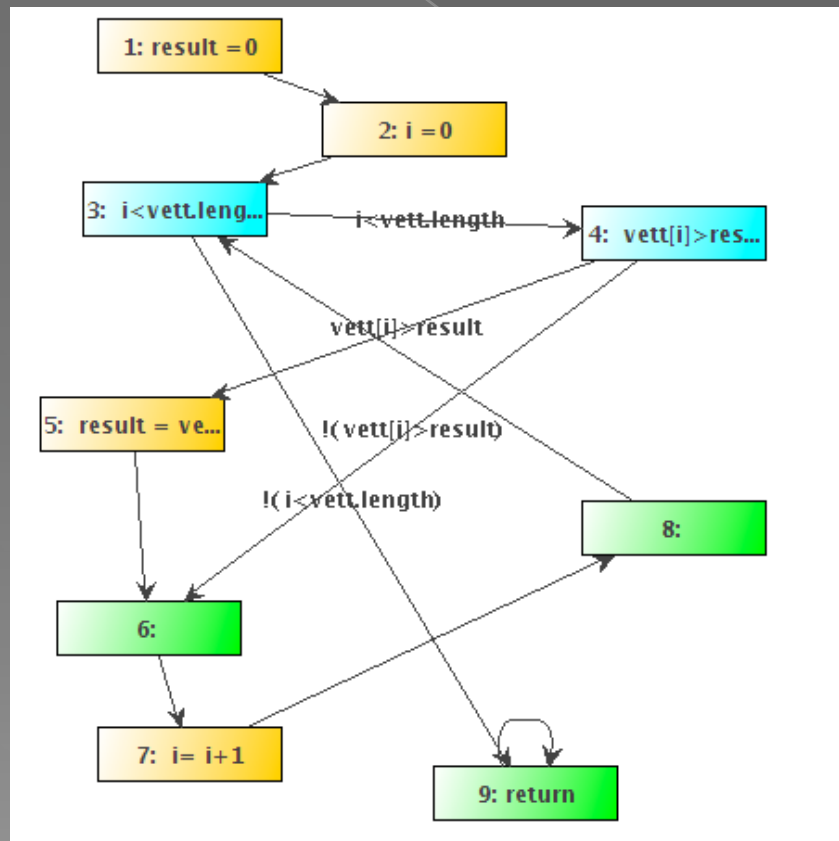 1: result =0
2: i =0
3: i<vett.leng...
i<vett.length
4: vett[i]>res...
vett[i]>result
5: result = ve...
!( vett[i]>result)
!( i<vett.length)
8:
6:
7: i= i+1
9: return